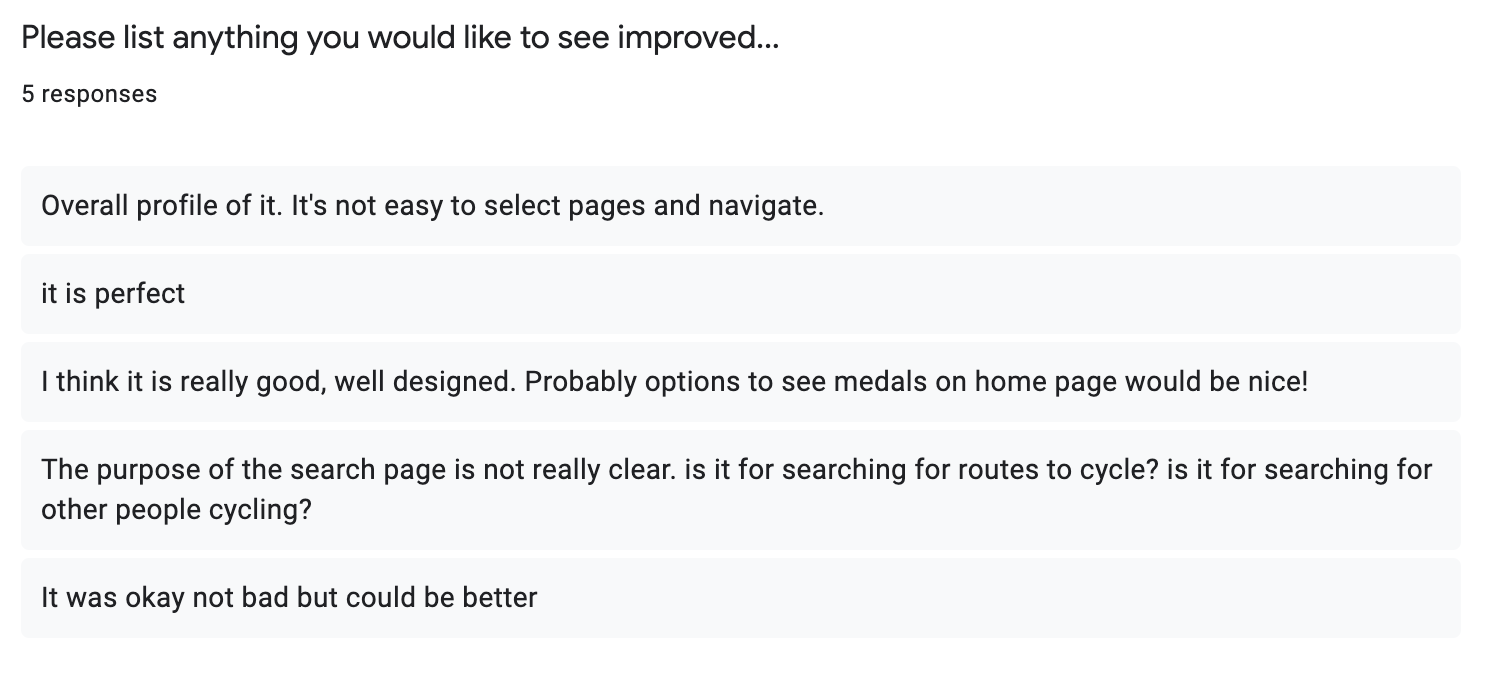 Please list anything you would like to see improved...
5 responses
Overall profile of it. It's not easy to select pages and navigate.
it is perfect
I think it is really good, well designed. Probably options to see medals on home page would be nice!
The purpose of the search page is not really clear. is it for searching for routes to cycle? is it for searching for
other people cycling?
It was okay not bad but could be better